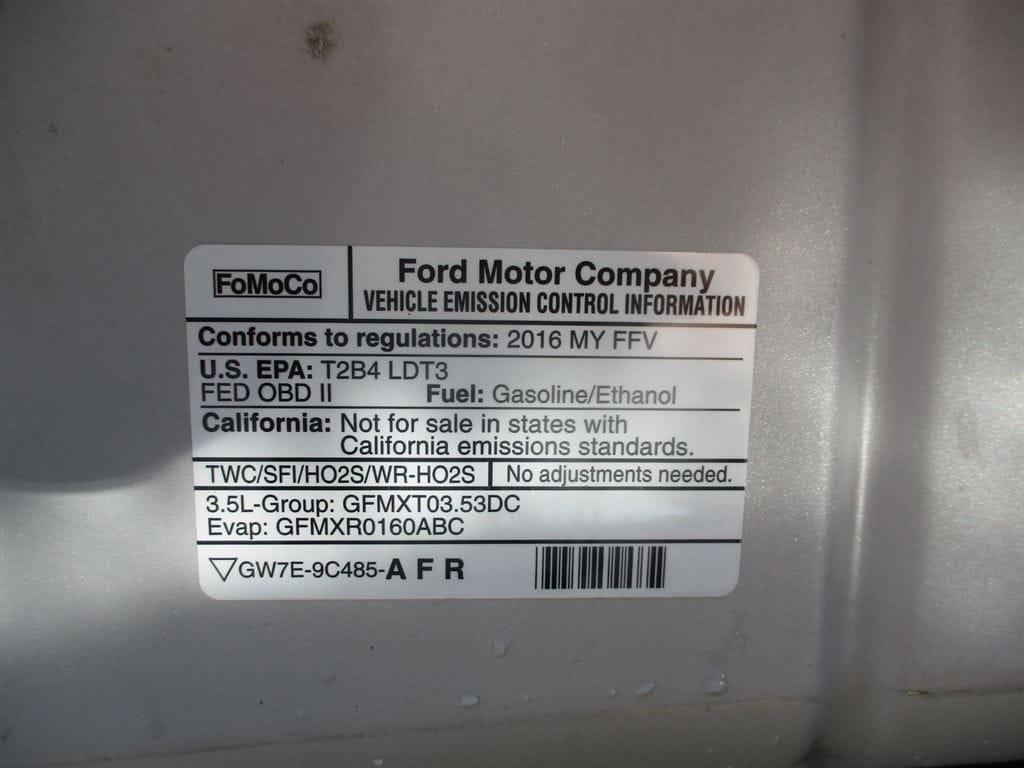 FoMoCo
Ford Motor Company
VEHICLE EMISSION CONTROL INFORMATION
Conforms to regulations: 2016 MY FFV
U.S. EPA: T2B4 LDT3
FED OBD II Fuel: Gasoline/Ethanol
California: Not for sale in states with
California emissions standards.
TWC/SFI/HO2S/WR-HO2S No adjustments needed.
3.5L-Group: GFMXT03.53DC
Evap: GFMXR0160ABC
GW7E-9C485-A F R